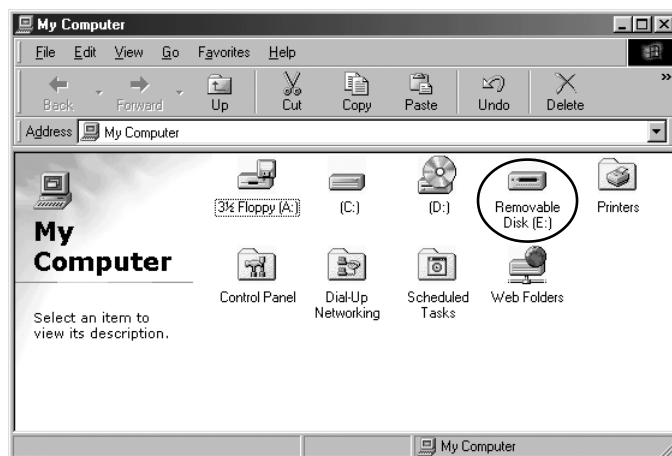 My Computer
File Edit View Go Favorites Help
Back Forward Up Cut Copy Paste Undo Delete »
Address My Computer
3½ Floppy (A:) (C:) (D:) Removable Disk (E:) Printers
My
Computer
Control Panel Dial-Up Networking Scheduled Tasks Web Folders
Select an item to
view its description.
My Computer